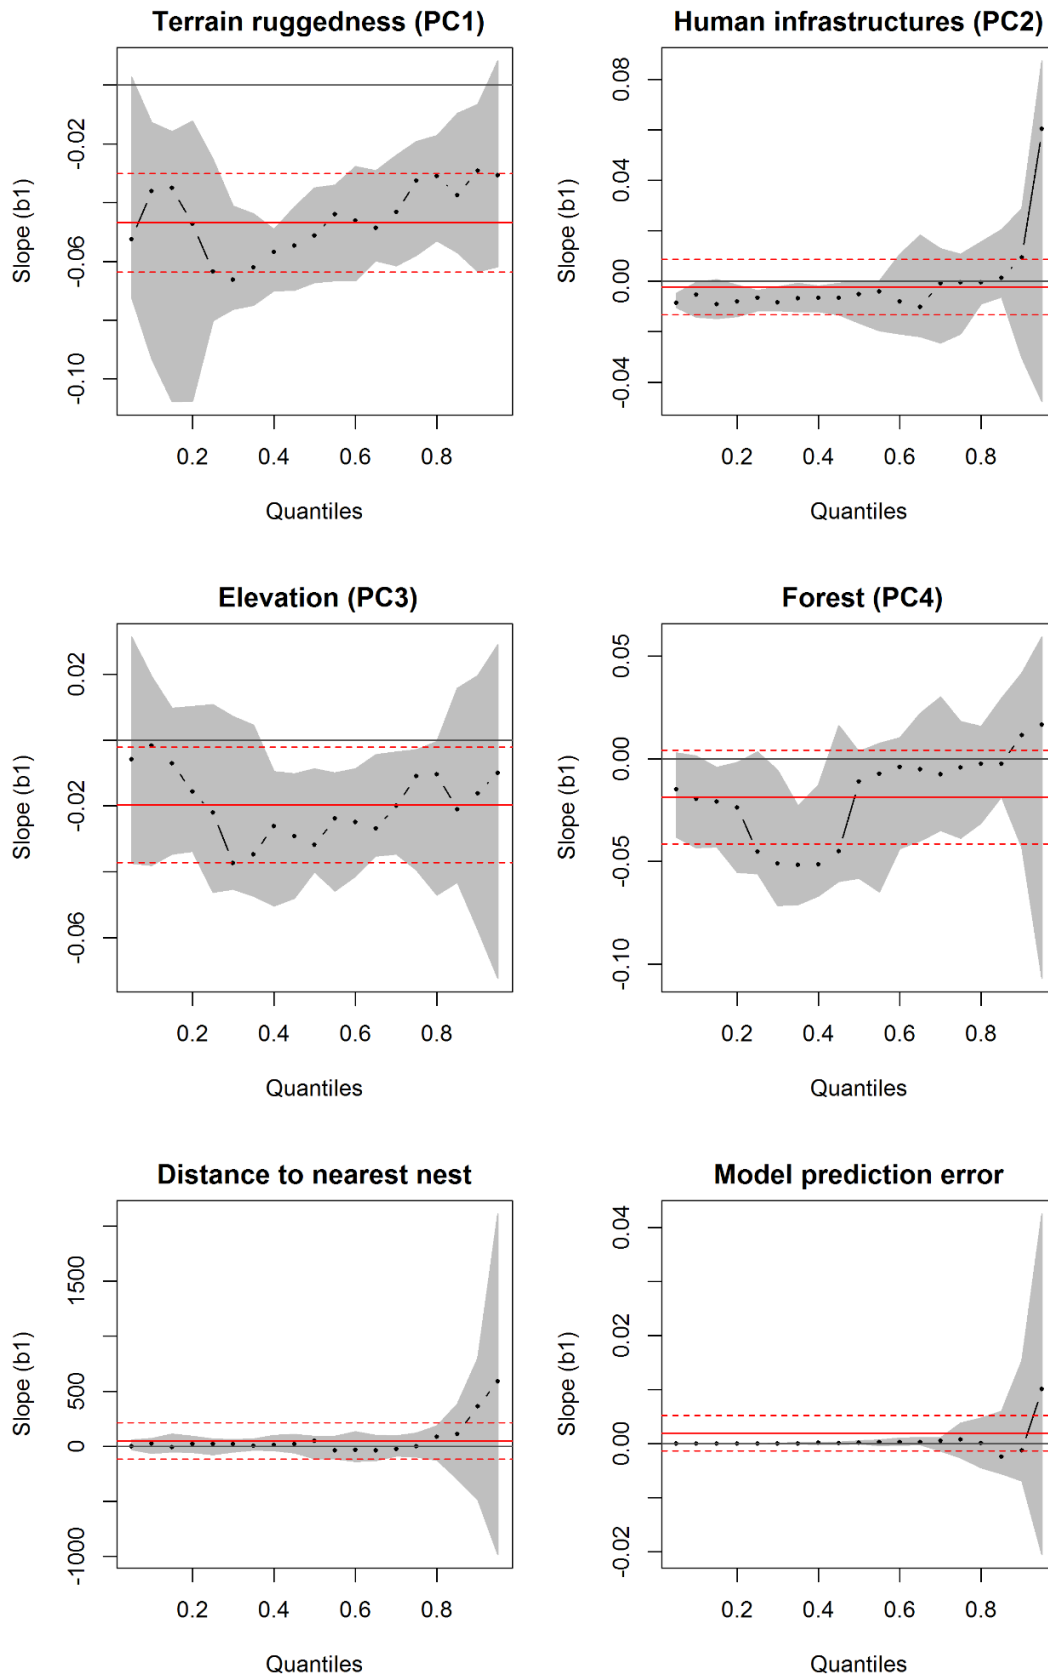 Terrain ruggedness (PC1)
Slope (b1)
-0.02
-0.06
-0.10
0.2 0.4 0.6 0.8
Quantiles
Human infrastructures (PC2)
Slope (b1)
0.08
0.04
0.00
-0.04
0.2 0.4 0.6 0.8
Quantiles
Elevation (PC3)
Slope (b1)
0.02
-0.02
-0.06
0.2 0.4 0.6 0.8
Quantiles
Forest (PC4)
Slope (b1)
0.05
0.00
-0.05
-0.10
0.2 0.4 0.6 0.8
Quantiles
Distance to nearest nest
Slope (b1)
1500
500
0
-1000
0.2 0.4 0.6 0.8
Quantiles
Model prediction error
Slope (b1)
0.04
0.02
0.00
-0.02
0.2 0.4 0.6 0.8
Quantiles